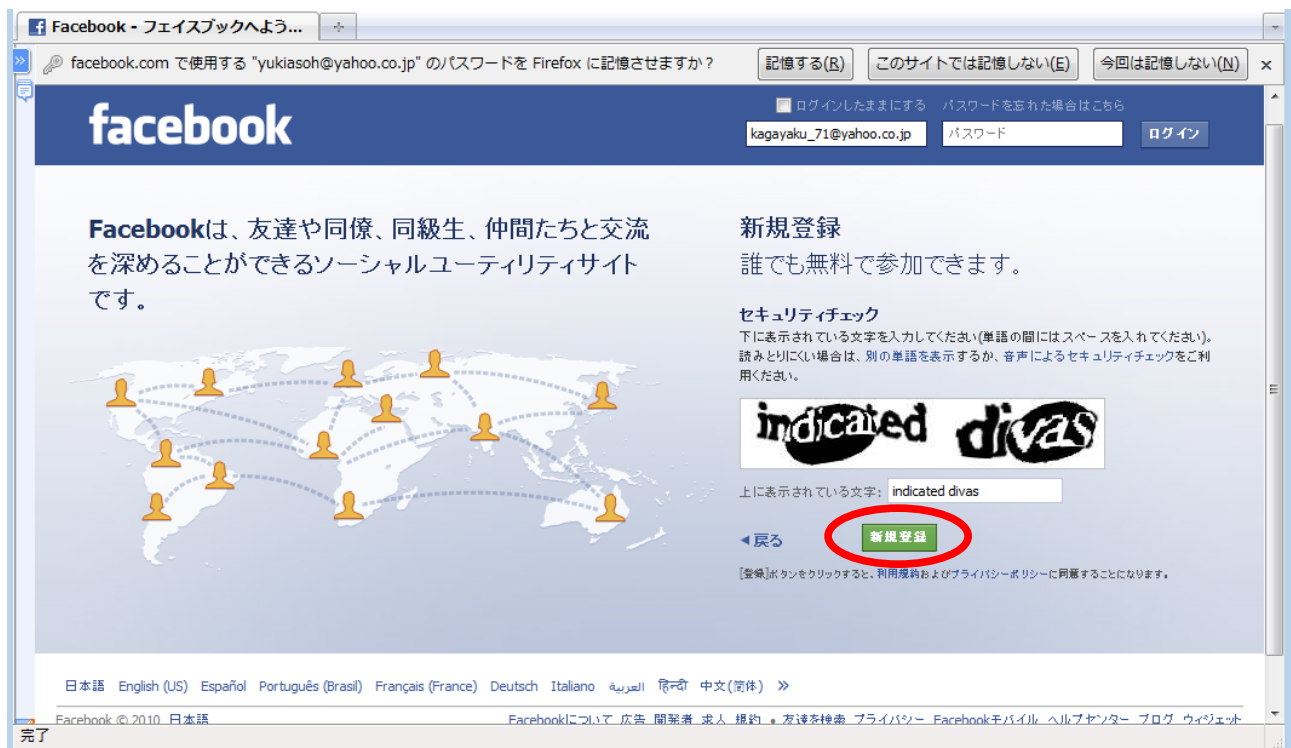 Facebook - フェイスブックへよう...
facebook.com で使用する "yukiasoh@yahoo.co.jp" のパスワードを Firefox に記憶させますか？ 記憶する(R) このサイトでは記憶しない(E) 今回は記憶しない(N) ×
facebook
ログインしたままにする パスワードを忘れた場合はこちら
kagayaku_71@yahoo.co.jp パスワード ログイン
Facebookは、友達や同僚、同級生、仲間たちと交流
を深めることができるソーシャルユーティリティサイト
です。
新規登録
誰でも無料で参加できます。
セキュリティチェック
下に表示されている文字を入力してください(単語の間にはスペースを入れてください)。
読みとりにくい場合は、別の単語を表示するか、音声によるセキュリティチェックをご利
用ください。
indicated divas
上に表示されている文字: indicated divas
◀戻る 新規登録
[登録]ボタンをクリックすると、利用規約およびプライバシーポリシーに同意することになります。
日本語 English (US) Español Português (Brasil) Français (France) Deutsch Italiano العربية हिन्दी 中文(简体) »
Facebook © 2010 日本語 Facebookについて 広告 開発者 求人 規約 • 友達を検索 プライバシー Facebookモバイル ヘルプセンター ブログ ウィジェット
完了